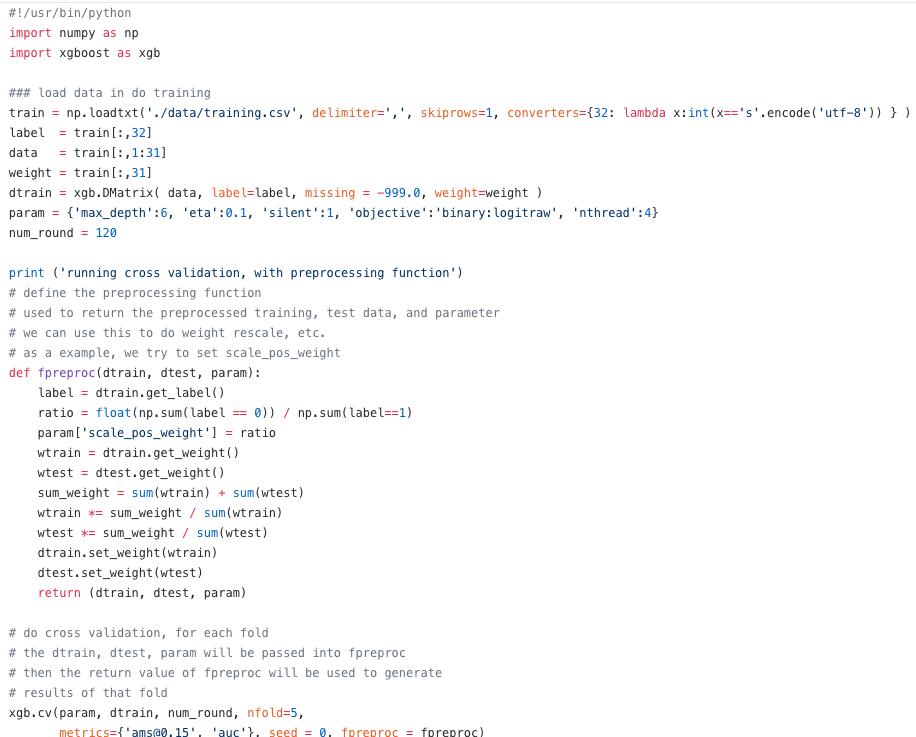 #!/usr/bin/python
import numpy as np
import xgboost as xgb
### load data in do training
train = np.loadtxt('./data/training.csv', delimiter=',', skiprows=1, converters={32: lambda x:int(x=='s'.encode('utf-8')) } )
label  = train[:,32]
data   = train[:,1:31]
weight = train[:,31]
dtrain = xgb.DMatrix( data, label=label, missing = -999.0, weight=weight )
param = {'max_depth':6, 'eta':0.1, 'silent':1, 'objective':'binary:logitraw', 'nthread':4}
num_round = 120
print ('running cross validation, with preprocessing function')
# define the preprocessing function
# used to return the preprocessed training, test data, and parameter
# we can use this to do weight rescale, etc.
# as a example, we try to set scale_pos_weight
def fpreproc(dtrain, dtest, param):
    label = dtrain.get_label()
    ratio = float(np.sum(label == 0)) / np.sum(label==1)
    param['scale_pos_weight'] = ratio
    wtrain = dtrain.get_weight()
    wtest = dtest.get_weight()
    sum_weight = sum(wtrain) + sum(wtest)
    wtrain *= sum_weight / sum(wtrain)
    wtest *= sum_weight / sum(wtest)
    dtrain.set_weight(wtrain)
    dtest.set_weight(wtest)
    return (dtrain, dtest, param)
# do cross validation, for each fold
# the dtrain, dtest, param will be passed into fpreproc
# then the return value of fpreproc will be used to generate
# results of that fold
xgb.cv(param, dtrain, num_round, nfold=5,
       metrics={'ams@0.15', 'auc'}, seed = 0, fpreproc = fpreproc)